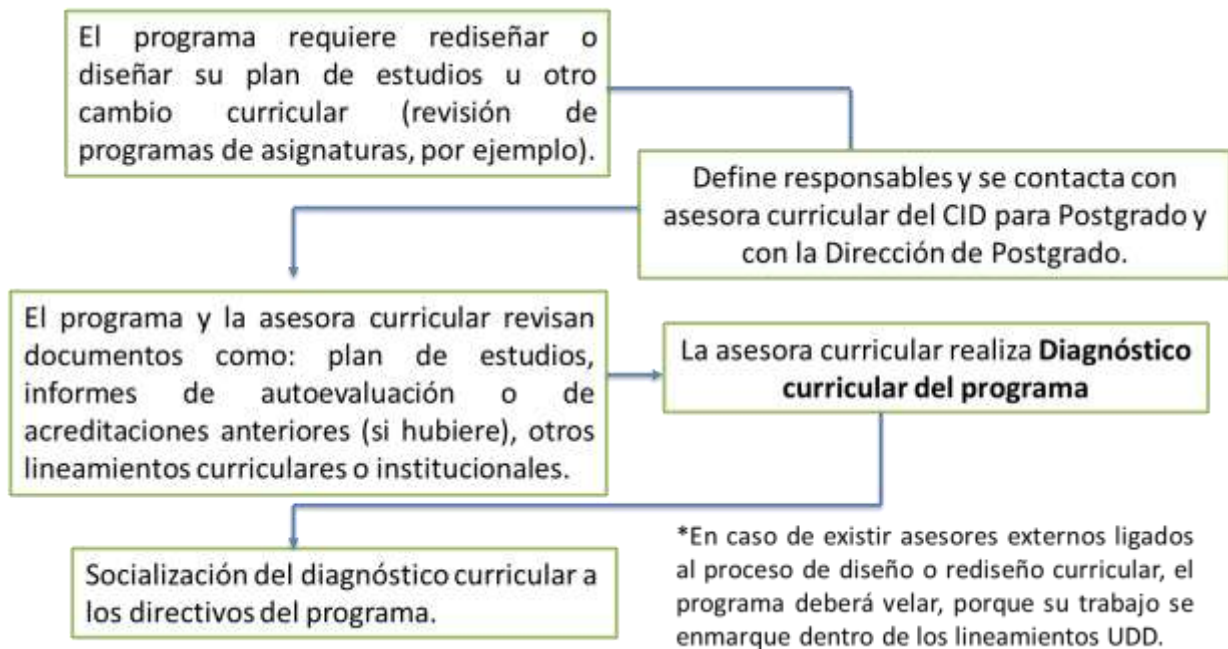 El programa requiere rediseñar o
diseñar su plan de estudios u otro
cambio curricular (revisión de
programas de asignaturas, por ejemplo).
Define responsables y se contacta con
asesora curricular del CID para Postgrado y
con la Dirección de Postgrado.
El programa y la asesora curricular revisan
documentos como: plan de estudios,
informes de autoevaluación o de
acreditaciones anteriores (si hubiere), otros
lineamientos curriculares o institucionales.
La asesora curricular realiza Diagnóstico
curricular del programa
Socialización del diagnóstico curricular a
los directivos del programa.
*En caso de existir asesores externos ligados
al proceso de diseño o rediseño curricular, el
programa deberá velar, porque su trabajo se
enmarque dentro de los lineamientos UDD.